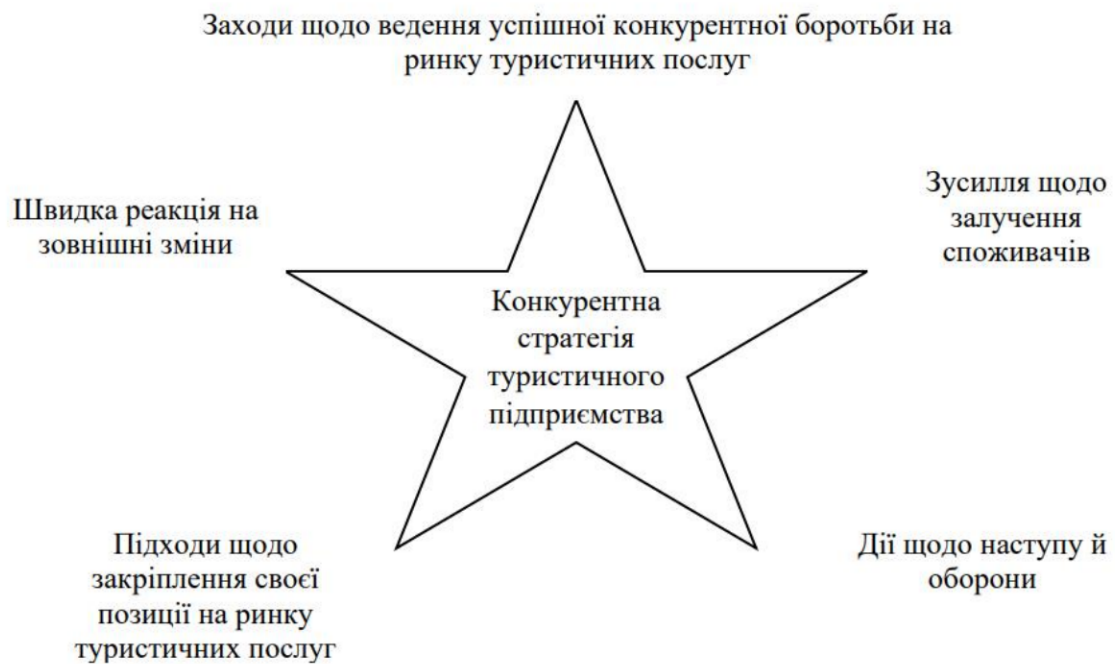 Заходи щодо ведення успішної конкурентної боротьби на
ринку туристичних послуг
Швидка реакція на
зовнішні зміни
Зусилля щодо
залучення
споживачів
Конкурентна
стратегія
туристичного
підприємства
Підходи щодо
закріплення своєї
позиції на ринку
туристичних послуг
Дії щодо наступу й
оборони